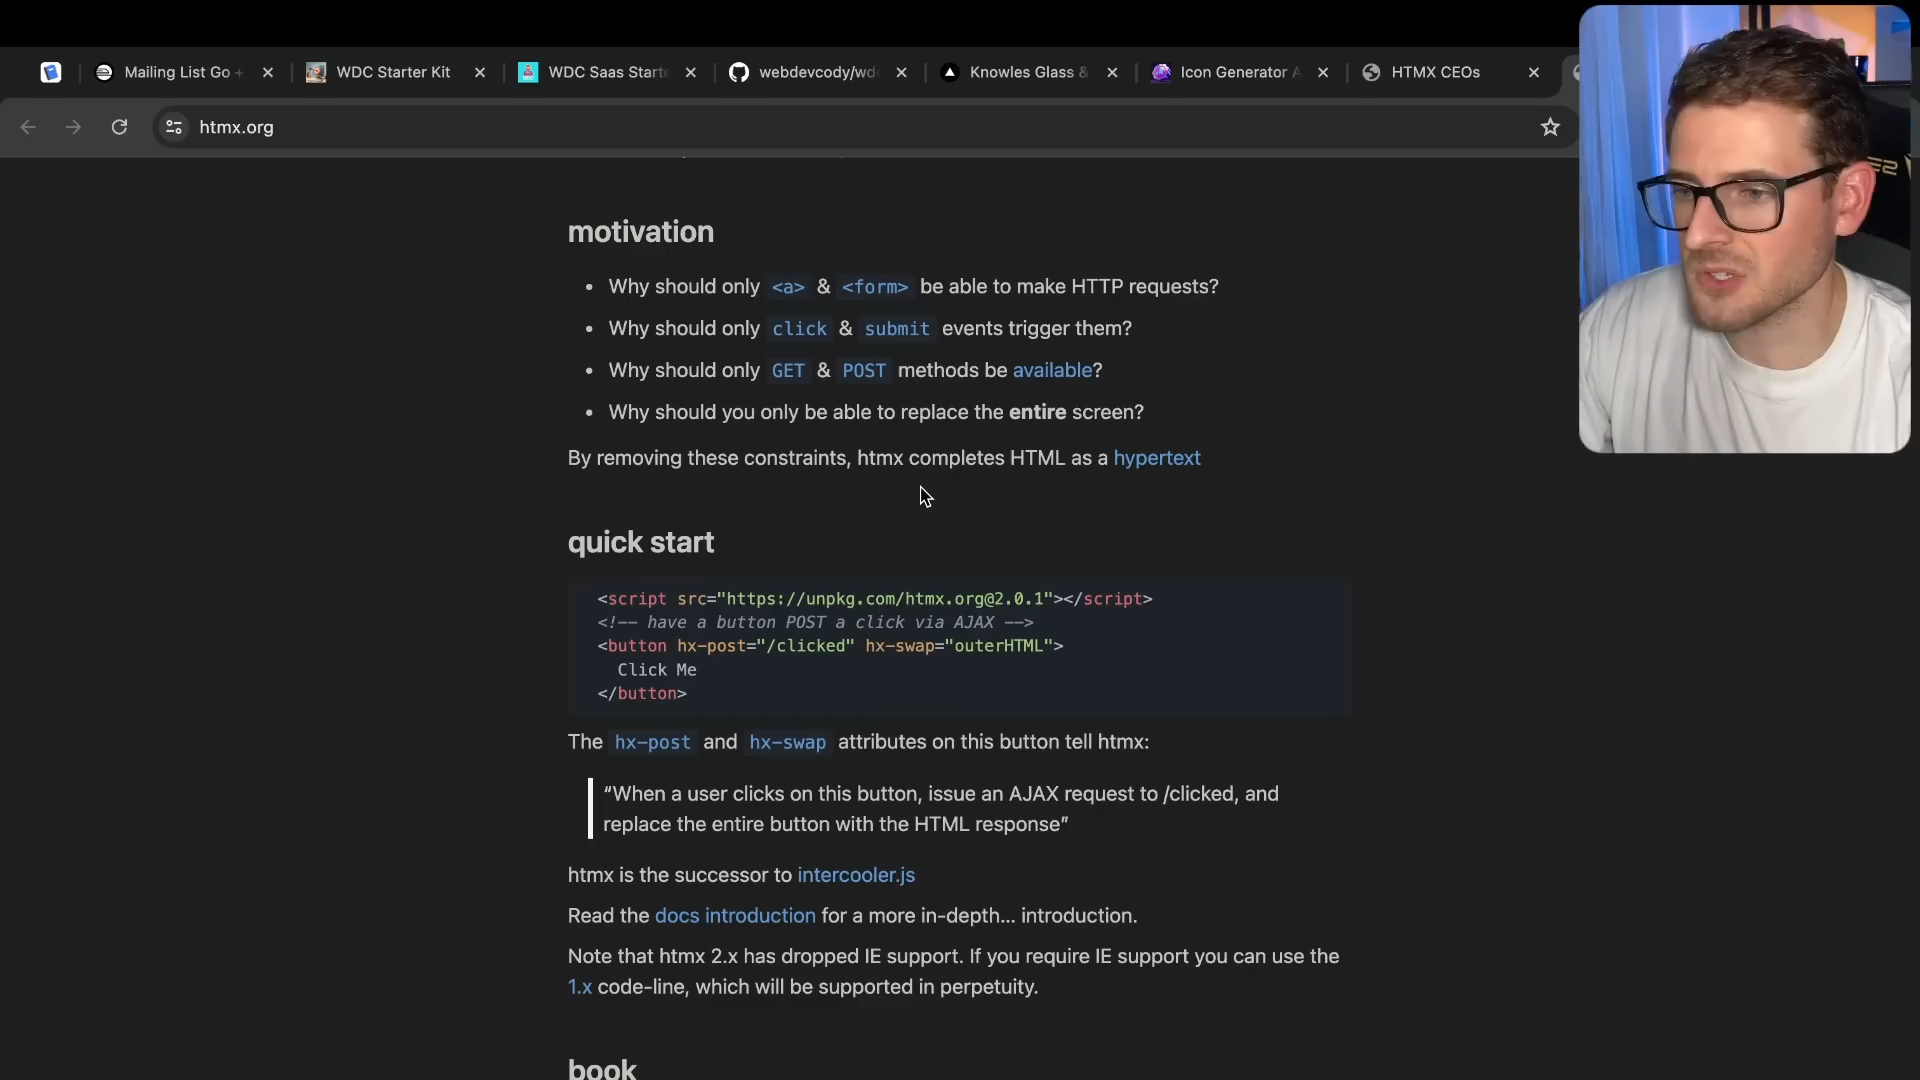 Mailing List Go +
WDC Starter Kit
WDC Saas Starte
webdevcody/wdc
Knowles Glass &
Icon Generator A
HTMX CEOs
htmx.org
motivation
• Why should only <a> & <form> be able to make HTTP requests?
• Why should only click & submit events trigger them?
• Why should only GET & POST methods be available?
• Why should you only be able to replace the entire screen?
By removing these constraints, htmx completes HTML as a hypertext
quick start
<script src="https://unpkg.com/htmx.org@2.0.1"></script>
<!-- have a button POST a click via AJAX -->
<button hx-post="/clicked" hx-swap="outerHTML">
Click Me
</button>
The hx-post and hx-swap attributes on this button tell htmx:
“When a user clicks on this button, issue an AJAX request to /clicked, and
replace the entire button with the HTML response”
htmx is the successor to intercooler.js
Read the docs introduction for a more in-depth... introduction.
Note that htmx 2.x has dropped IE support. If you require IE support you can use the
1.x code-line, which will be supported in perpetuity.
book